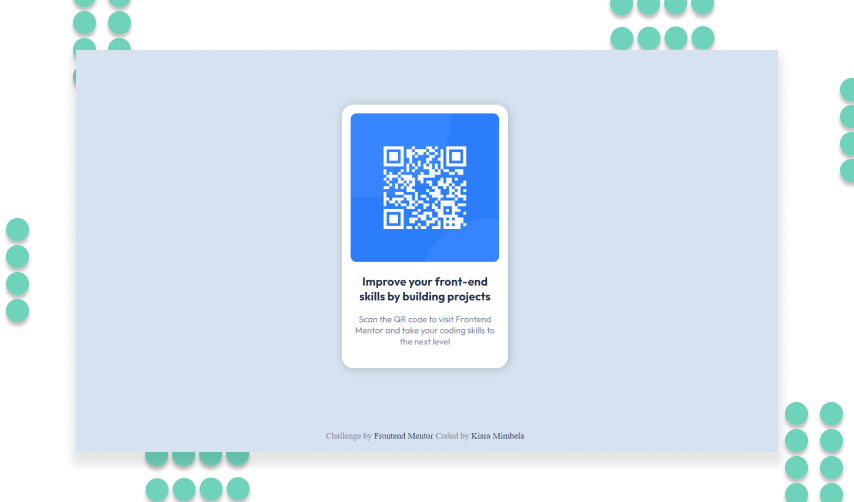 Improve your front-end
skills by building projects
Scan the QR code to visit Frontend
Mentor and take your coding skills to
the next level
Challenge by Frontend Mentor Coded by Kiara Mimbela